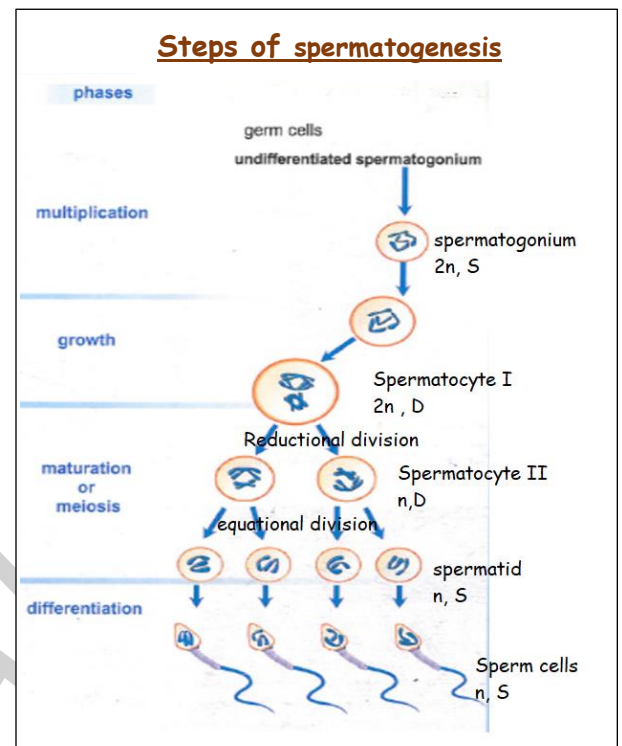 Steps of spermatogenesis
phases
germ cells
undifferentiated spermatogonium
multiplication
spermatogonium
2n, S
growth
Spermatocyte I
2n , D
Reductional division
maturation
or
meiosis
Spermatocyte II
n,D
equational division
spermatid
n, S
differentiation
Sperm cells
n, S